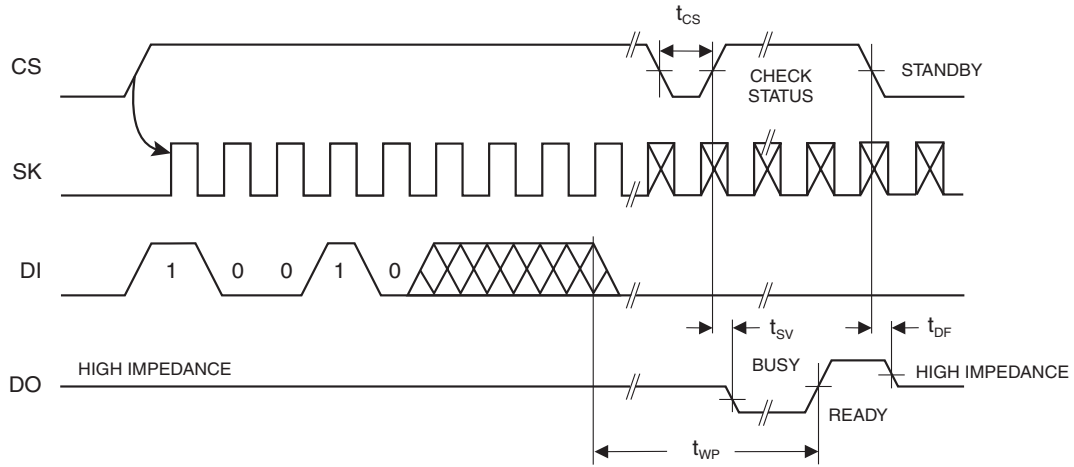 t_CS
CS
CHECK
STATUS
STANDBY
SK
DI
1 0 0 1 0
t_SV
t_DF
HIGH IMPEDANCE
BUSY
HIGH IMPEDANCE
DO
READY
t_WP